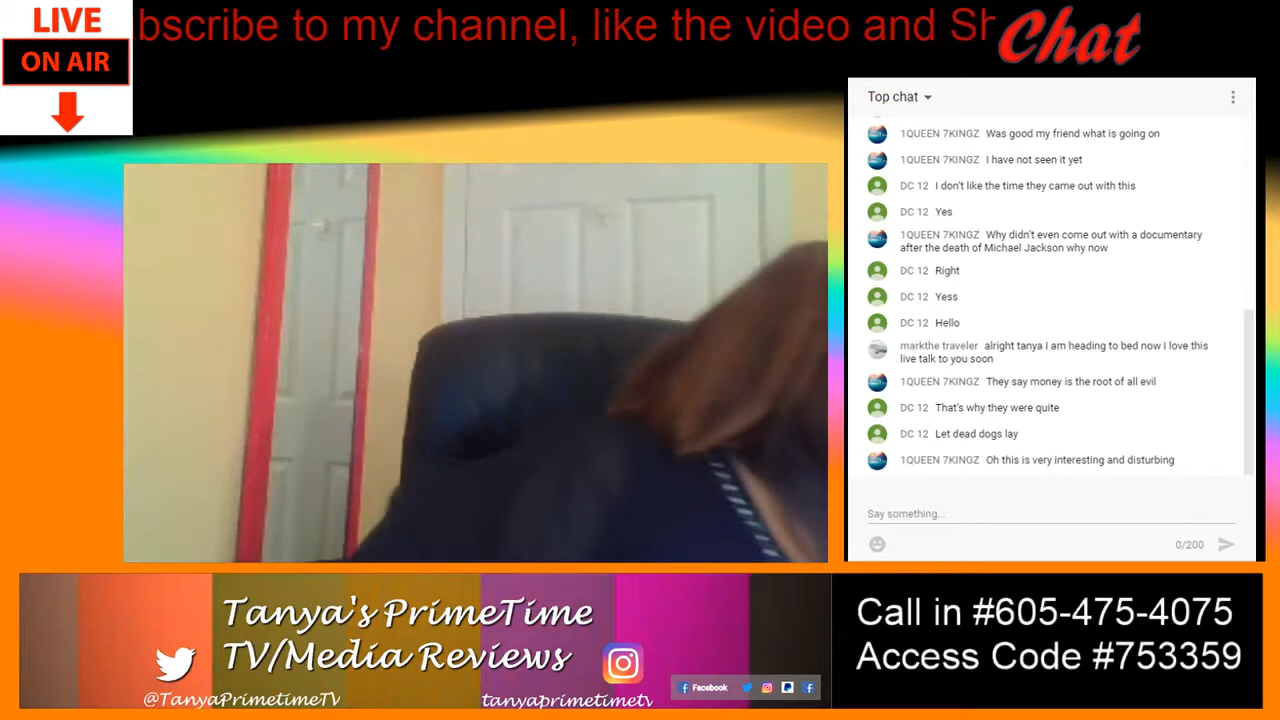 LIVE
ON AIR
bscribe to my channel, like the video and Sh
Chat
Top chat
1QUEEN 7KINGZ Was good my friend what is going on
1QUEEN 7KINGZ I have not seen it yet
DC 12 I don't like the time they came out with this
DC 12 Yes
1QUEEN 7KINGZ Why didn't even come out with a documentary
after the death of Michael Jackson why now
DC 12 Right
DC 12 Yess
DC 12 Hello
markthe traveler alright tanya I am heading to bed now I love this
live talk to you soon
1QUEEN 7KINGZ They say money is the root of all evil
DC 12 That's why they were quite
DC 12 Let dead dogs lay
1QUEEN 7KINGZ Oh this is very interesting and disturbing
Say something...
0/200
Tanya's PrimeTime
TV/Media Reviews
@TanyaPrimetimeTV
tanyaprimetimetv
Facebook
Call in #605-475-4075
Access Code #753359